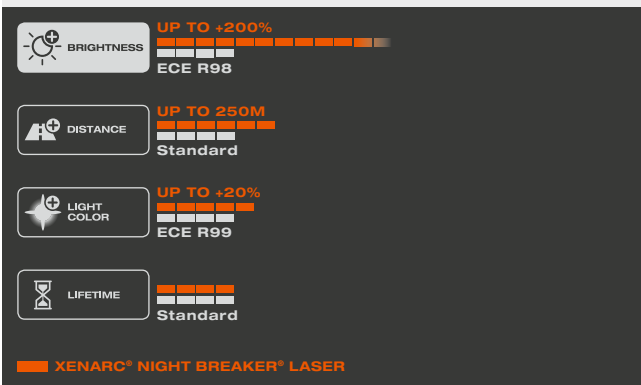 UP TO +200%
BRIGHTNESS
ECE R98
UP TO 250M
DISTANCE
Standard
UP TO +20%
LIGHT
COLOR
ECE R99
LIFETIME
Standard
XENARC® NIGHT BREAKER® LASER